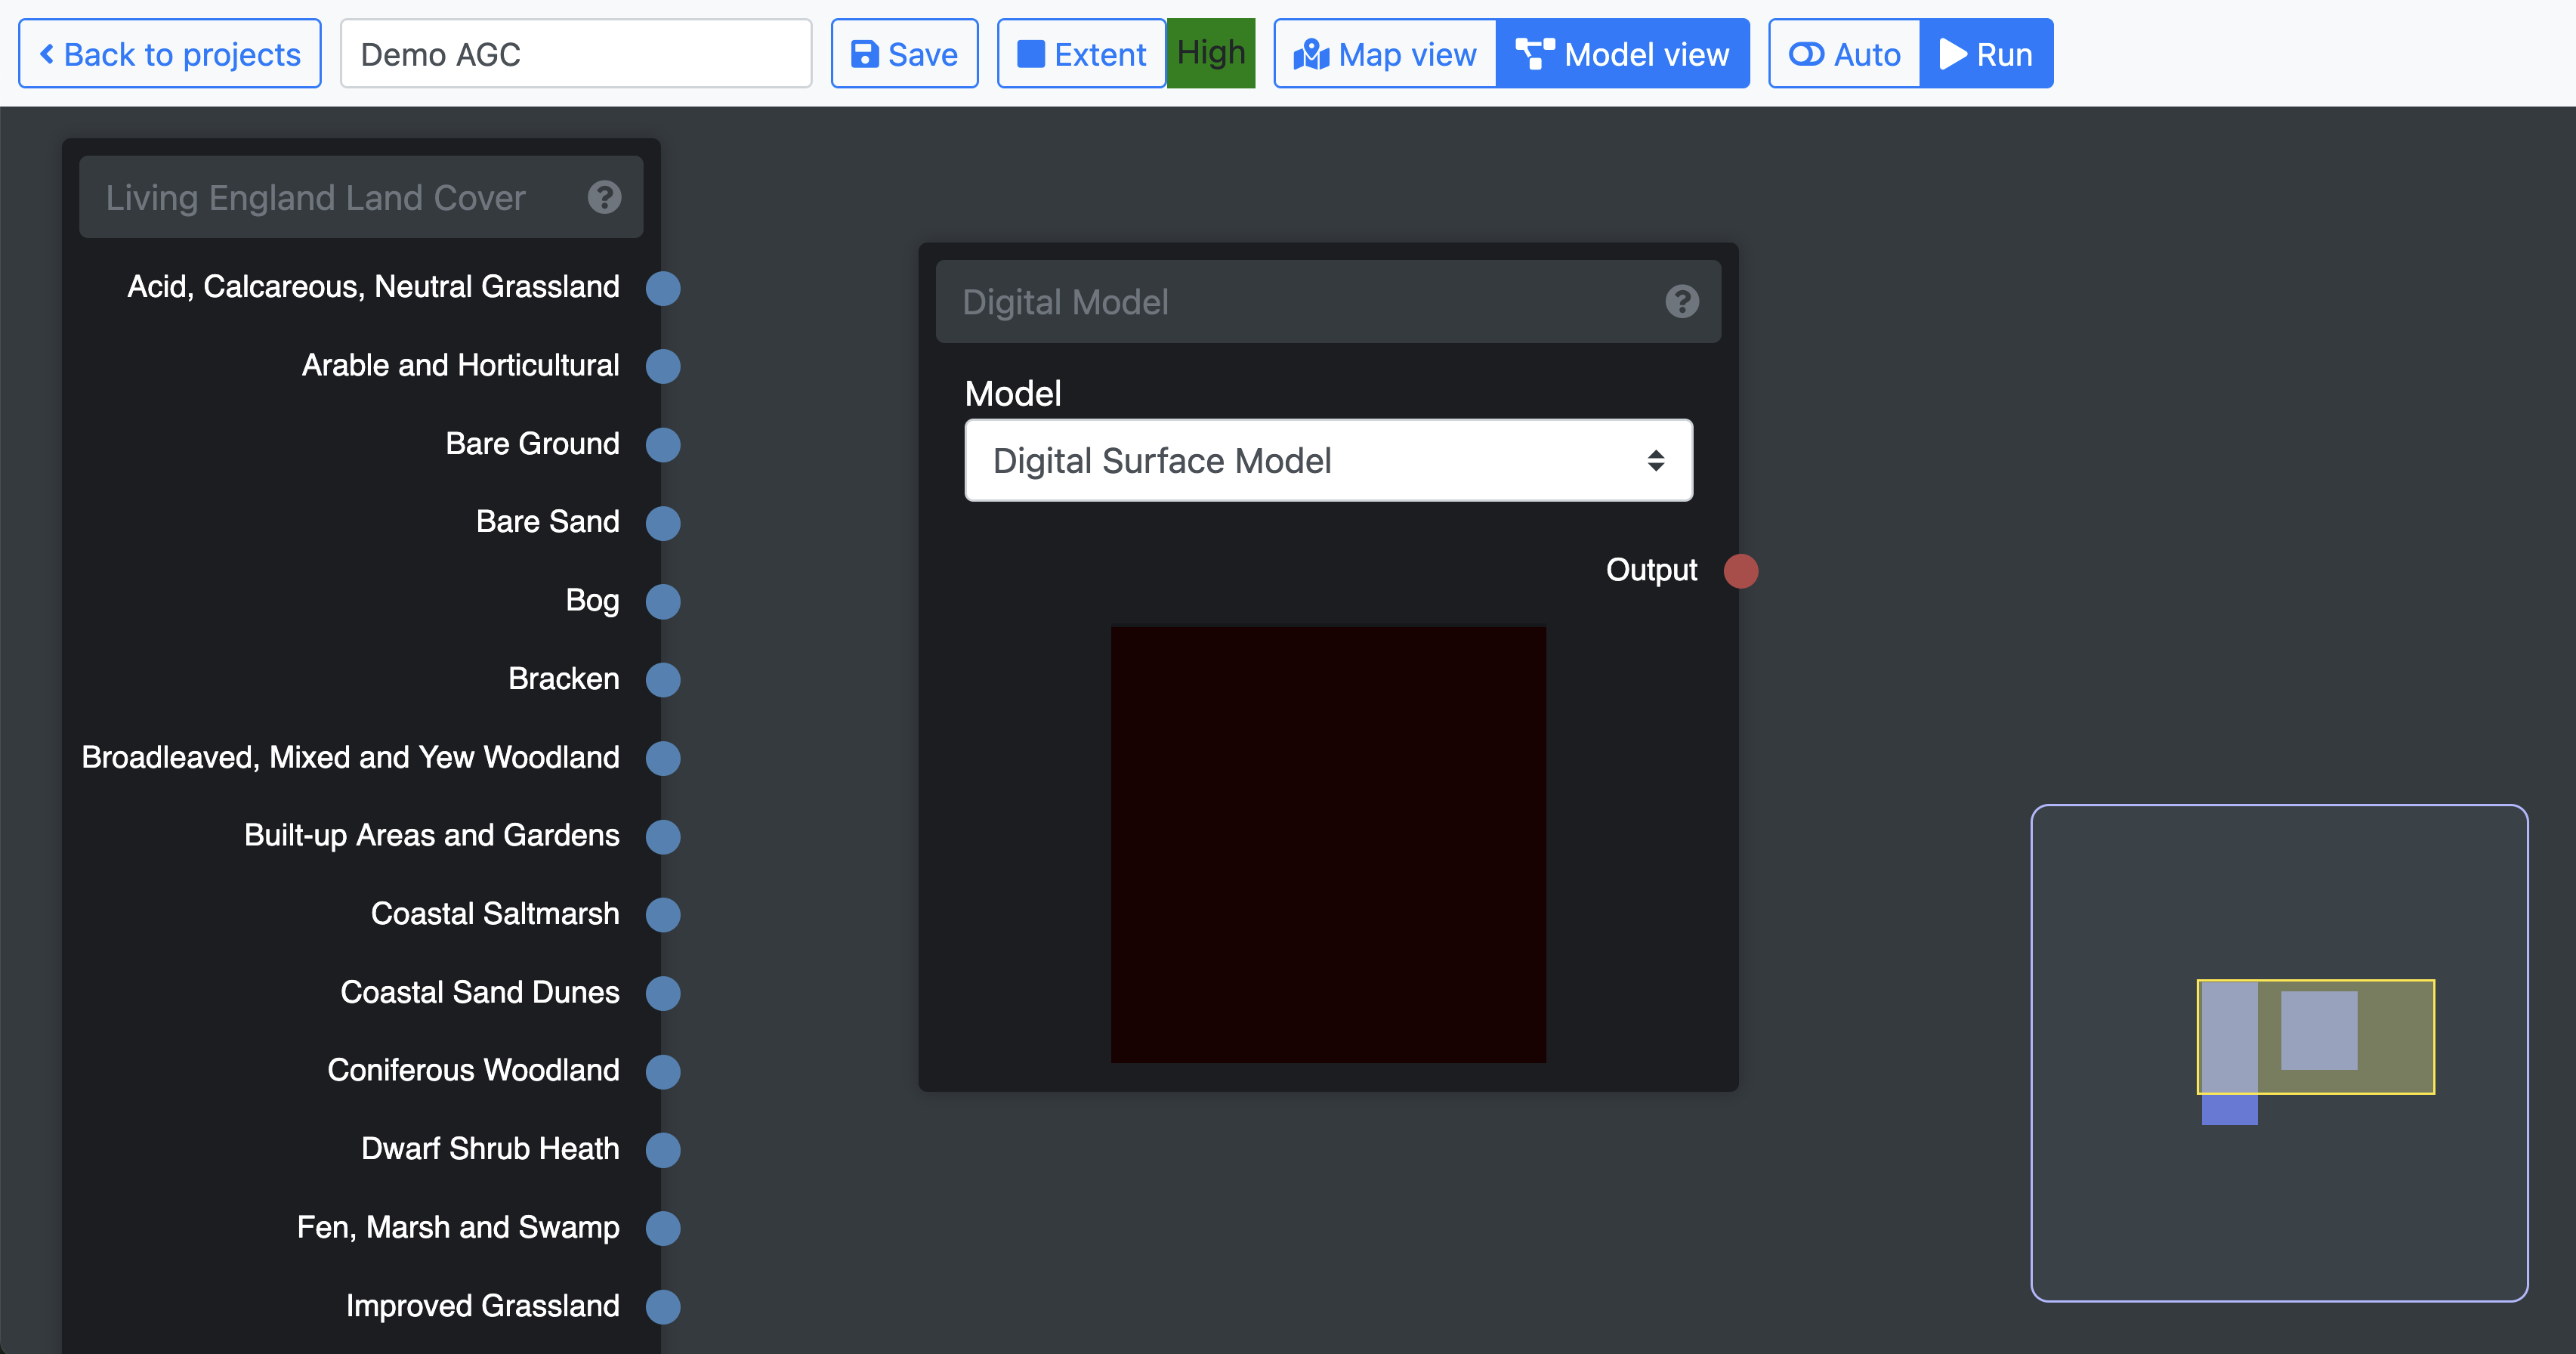 Back to projects
Demo AGC
Save
Extent
High
Map view
Model view
Auto
Run
Living England Land Cover
Acid, Calcareous, Neutral Grassland
Arable and Horticultural
Bare Ground
Bare Sand
Bog
Bracken
Broadleaved, Mixed and Yew Woodland
Built-up Areas and Gardens
Coastal Saltmarsh
Coastal Sand Dunes
Coniferous Woodland
Dwarf Shrub Heath
Fen, Marsh and Swamp
Improved Grassland
Digital Model
Model
Digital Surface Model
Output